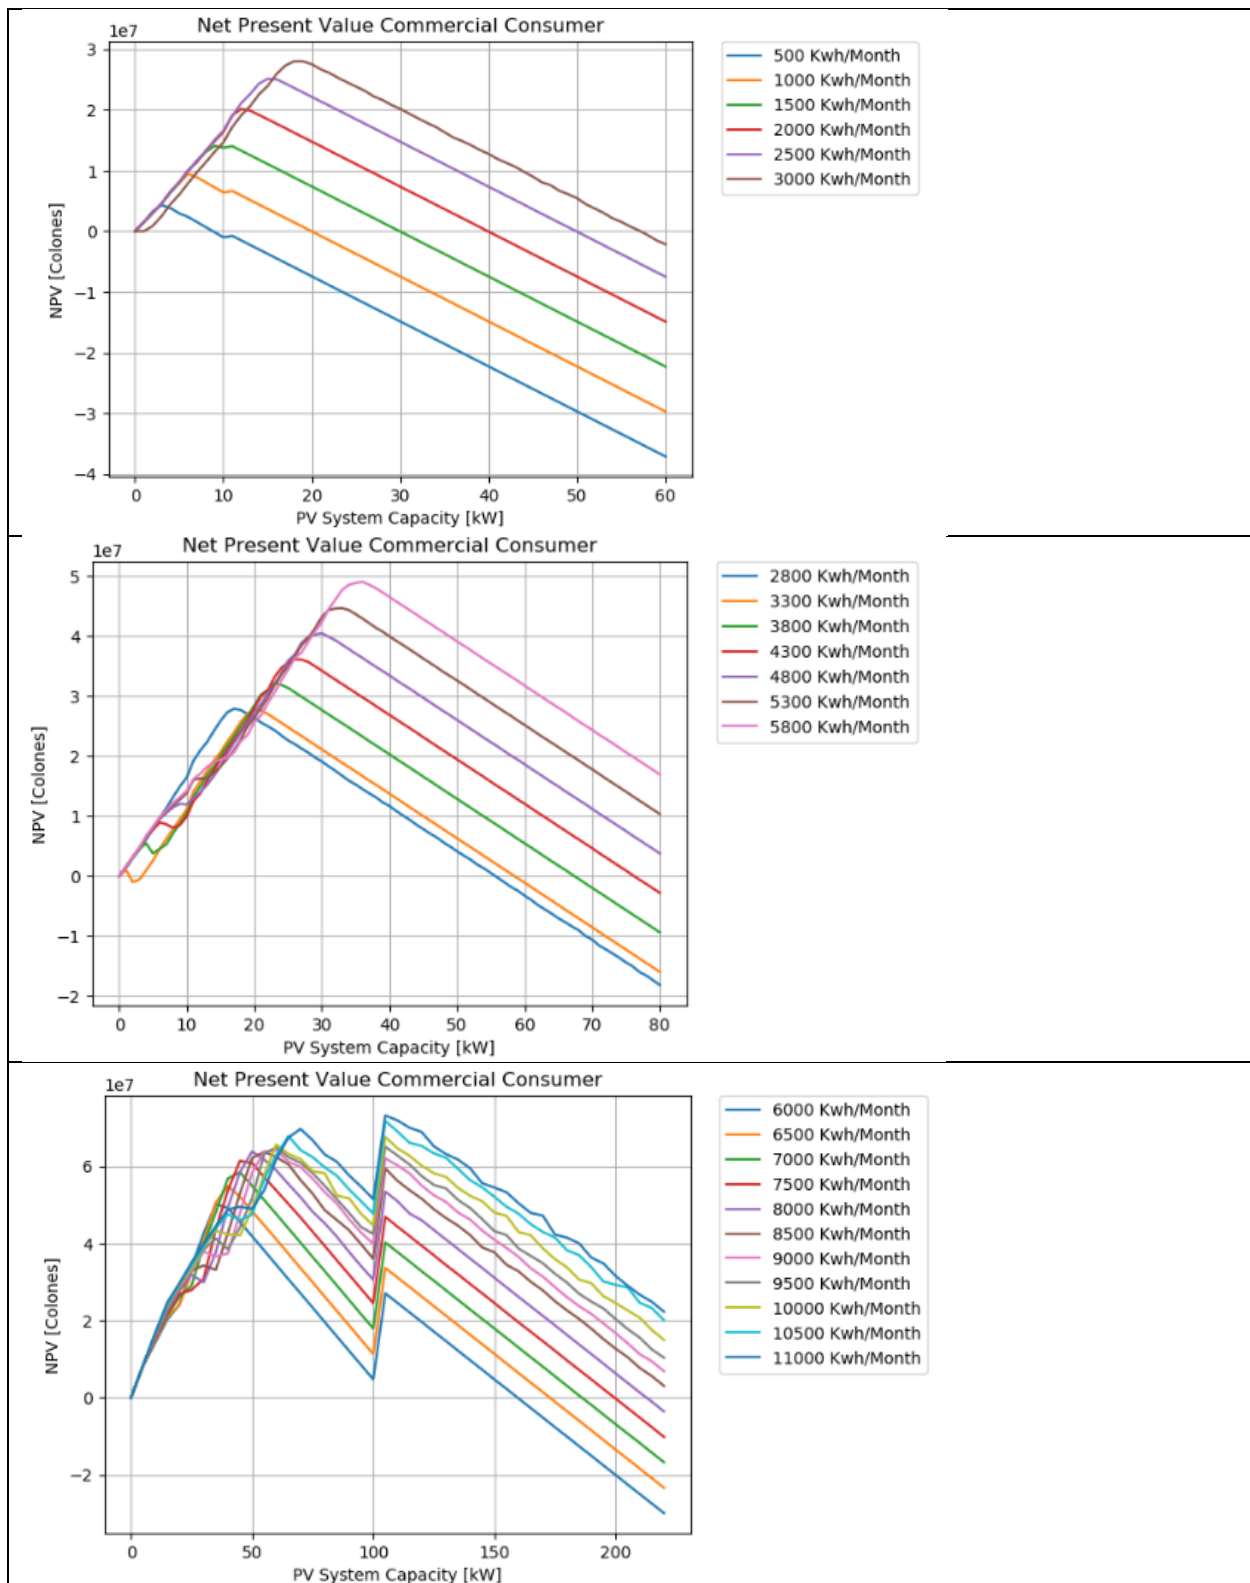 Net Present Value Commercial Consumer
1e7
3
2
1
0
−1
−2
−3
−4
NPV [Colones]
0 10 20 30 40 50 60
PV System Capacity [kW]
500 Kwh/Month
1000 Kwh/Month
1500 Kwh/Month
2000 Kwh/Month
2500 Kwh/Month
3000 Kwh/Month
Net Present Value Commercial Consumer
1e7
5
4
3
2
1
0
−1
−2
NPV [Colones]
0 10 20 30 40 50 60 70 80
PV System Capacity [kW]
2800 Kwh/Month
3300 Kwh/Month
3800 Kwh/Month
4300 Kwh/Month
4800 Kwh/Month
5300 Kwh/Month
5800 Kwh/Month
Net Present Value Commercial Consumer
1e7
6
4
2
0
−2
NPV [Colones]
0 50 100 150 200
PV System Capacity [kW]
6000 Kwh/Month
6500 Kwh/Month
7000 Kwh/Month
7500 Kwh/Month
8000 Kwh/Month
8500 Kwh/Month
9000 Kwh/Month
9500 Kwh/Month
10000 Kwh/Month
10500 Kwh/Month
11000 Kwh/Month